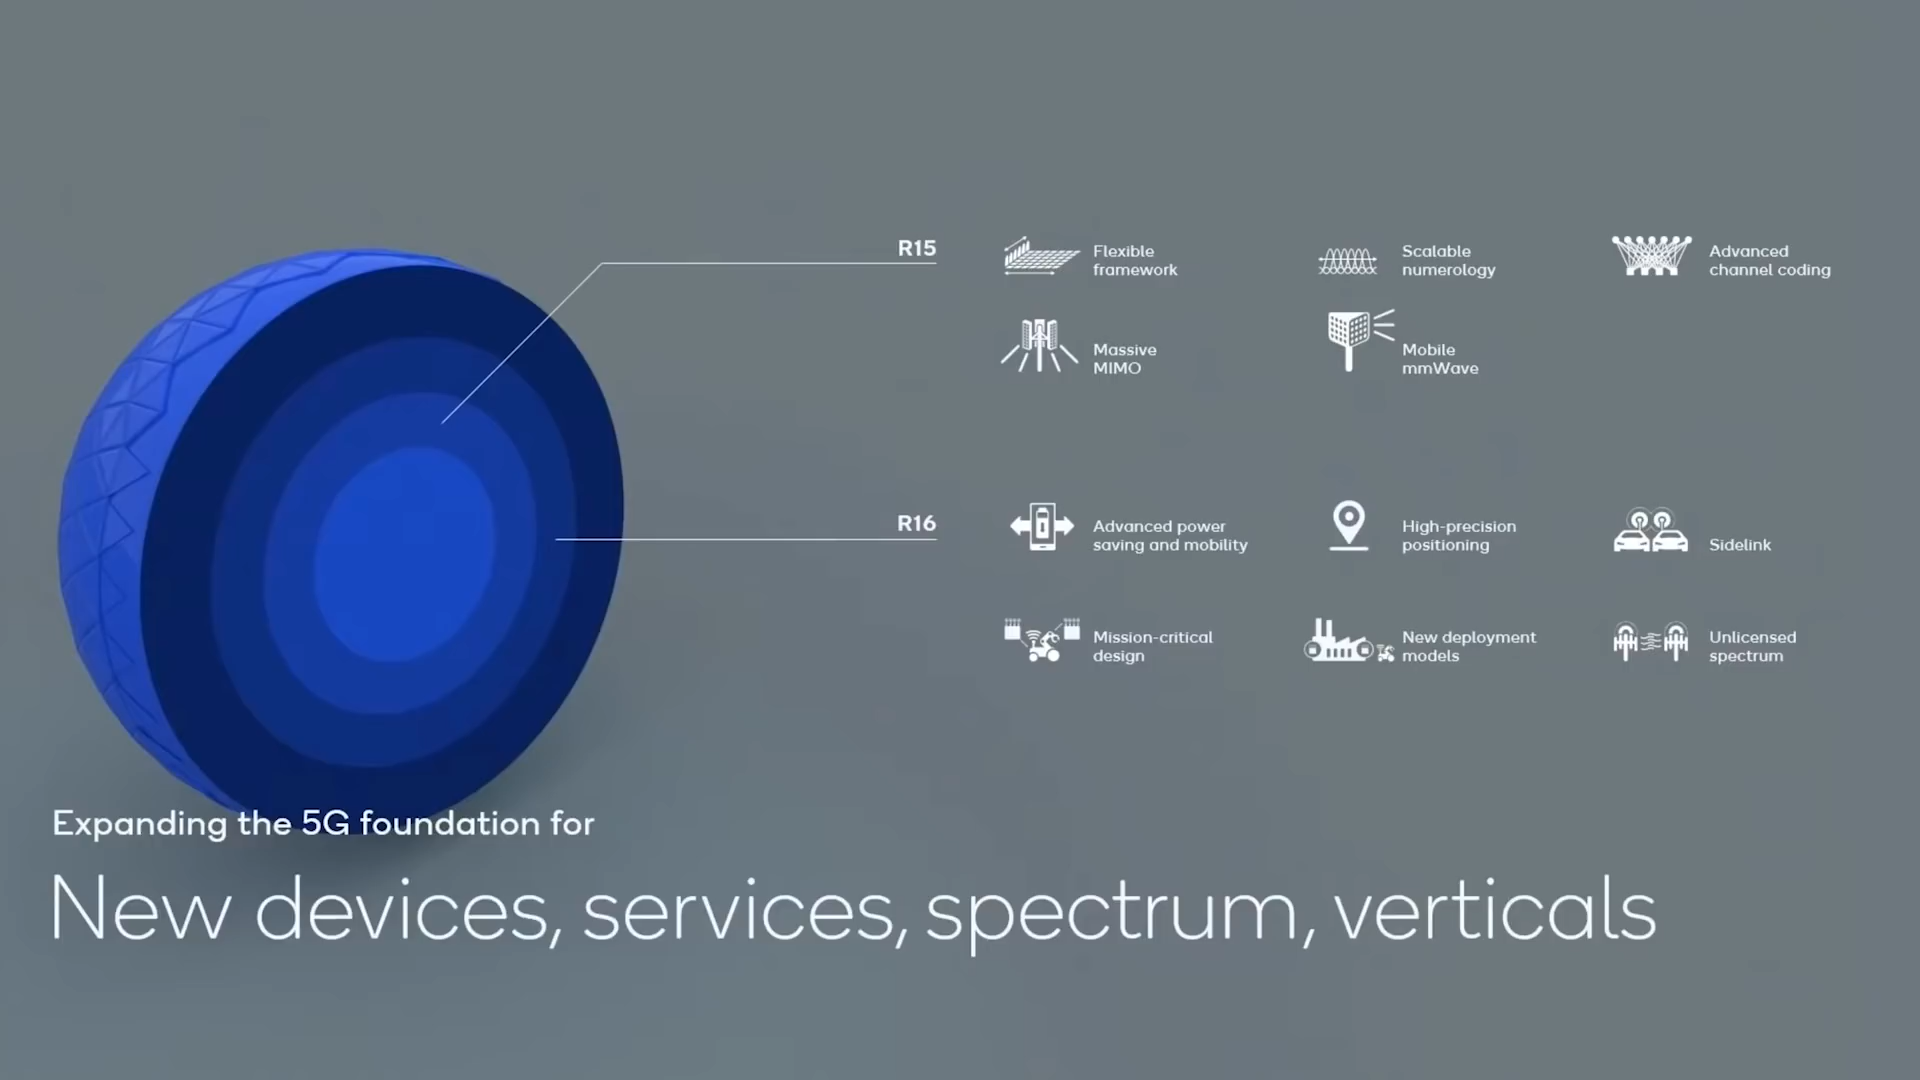 R15
Flexible
framework
Scalable
numerology
Advanced
channel coding
Massive
MIMO
Mobile
mmWave
R16
Advanced power
saving and mobility
High-precision
positioning
Sidelink
Mission-critical
design
New deployment
models
Unlicensed
spectrum
Expanding the 5G foundation for
New devices, services, spectrum, verticals